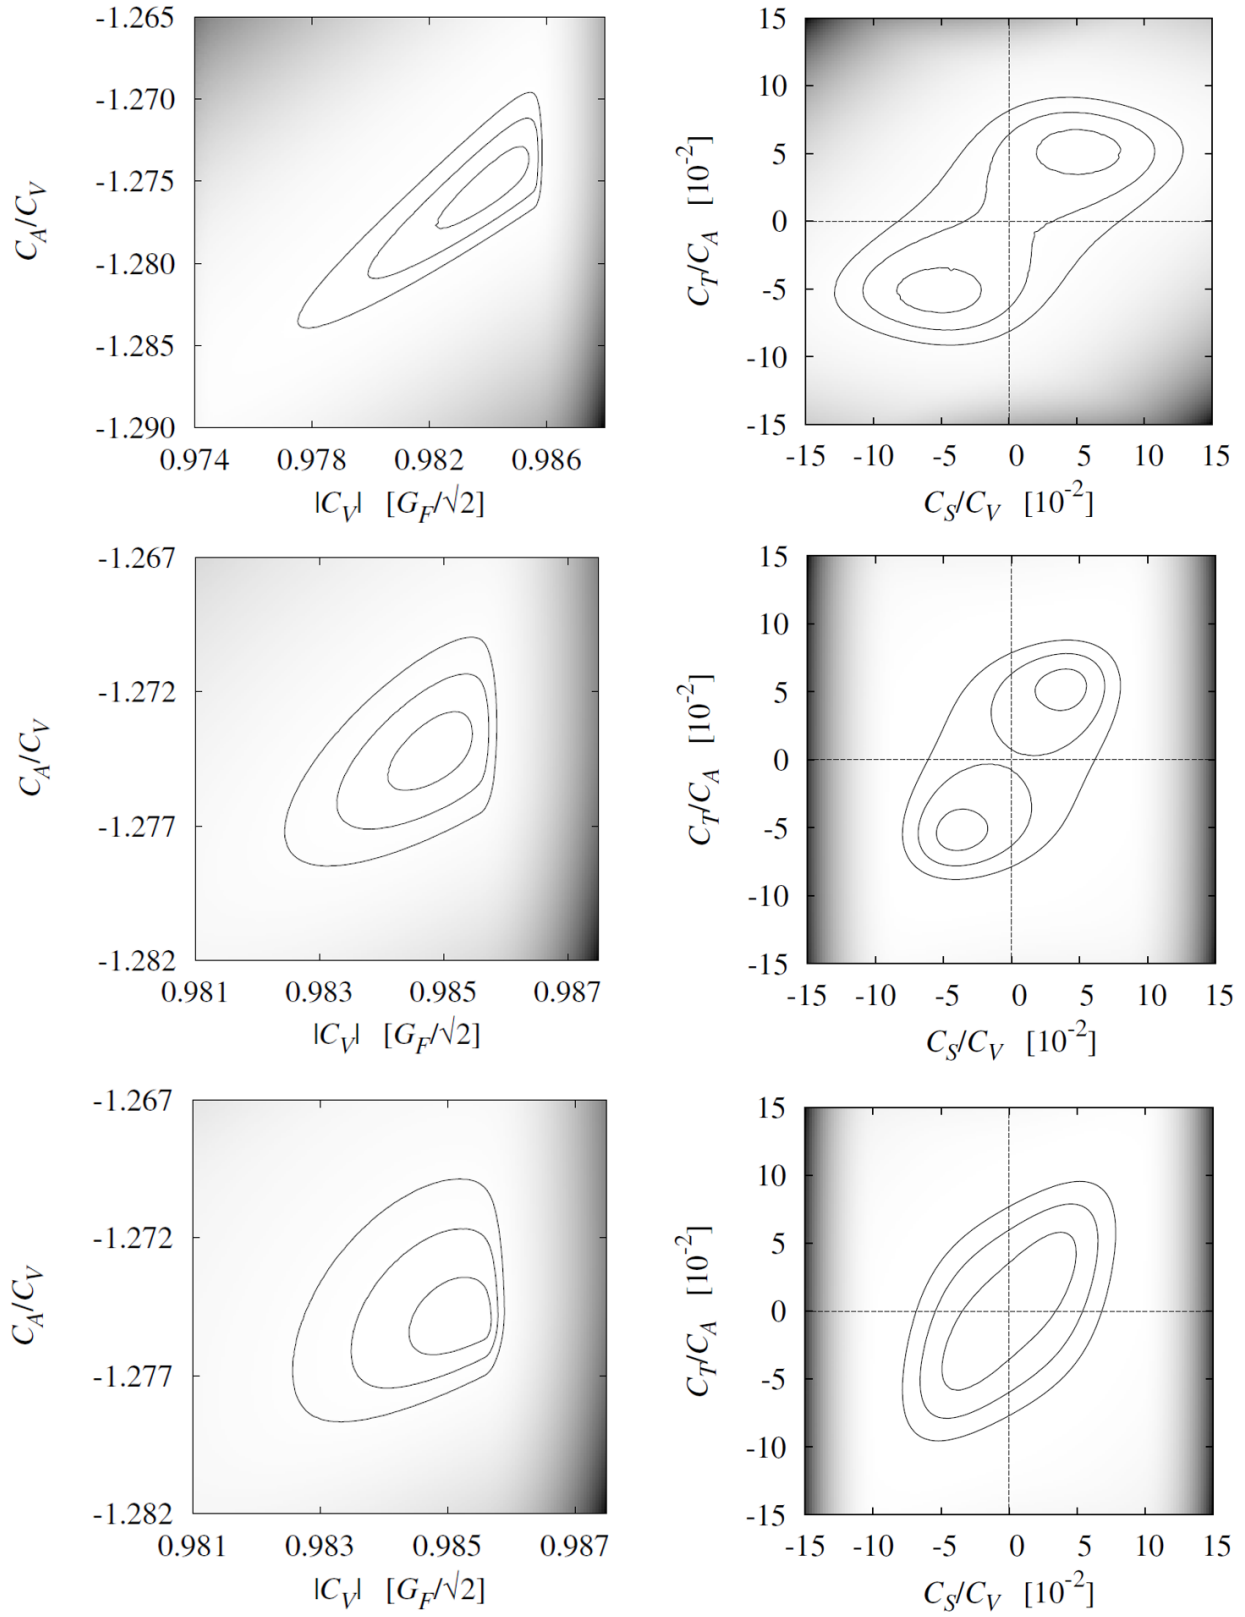 -1.265
-1.270
-1.275
-1.280
-1.285
-1.290
C_A/C_V
0.974 0.978 0.982 0.986
|C_V| [G_F/√2]
15
10
5
0
-5
-10
-15
C_T/C_A [10^-2]
-15 -10 -5 0 5 10 15
C_S/C_V [10^-2]
-1.267
-1.272
-1.277
-1.282
C_A/C_V
0.981 0.983 0.985 0.987
|C_V| [G_F/√2]
15
10
5
0
-5
-10
-15
C_T/C_A [10^-2]
-15 -10 -5 0 5 10 15
C_S/C_V [10^-2]
-1.267
-1.272
-1.277
-1.282
C_A/C_V
0.981 0.983 0.985 0.987
|C_V| [G_F/√2]
15
10
5
0
-5
-10
-15
C_T/C_A [10^-2]
-15 -10 -5 0 5 10 15
C_S/C_V [10^-2]